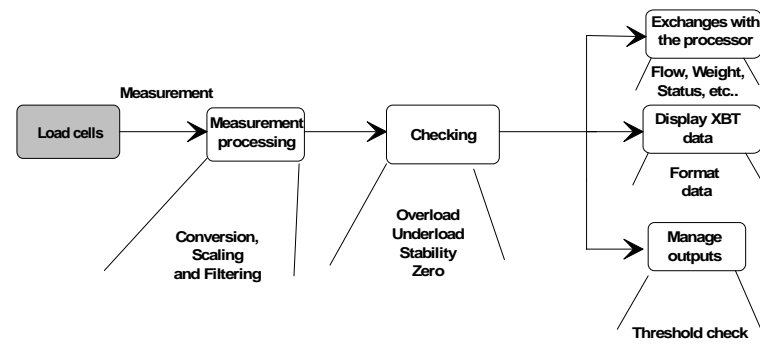 Measurement
Load cells
Measurement
processing
Conversion,
Scaling
and Filtering
Checking
Overload
Underload
Stability
Zero
Exchanges with
the processor
Flow, Weight,
Status, etc..
Display XBT
data
Format
data
Manage
outputs
Threshold check